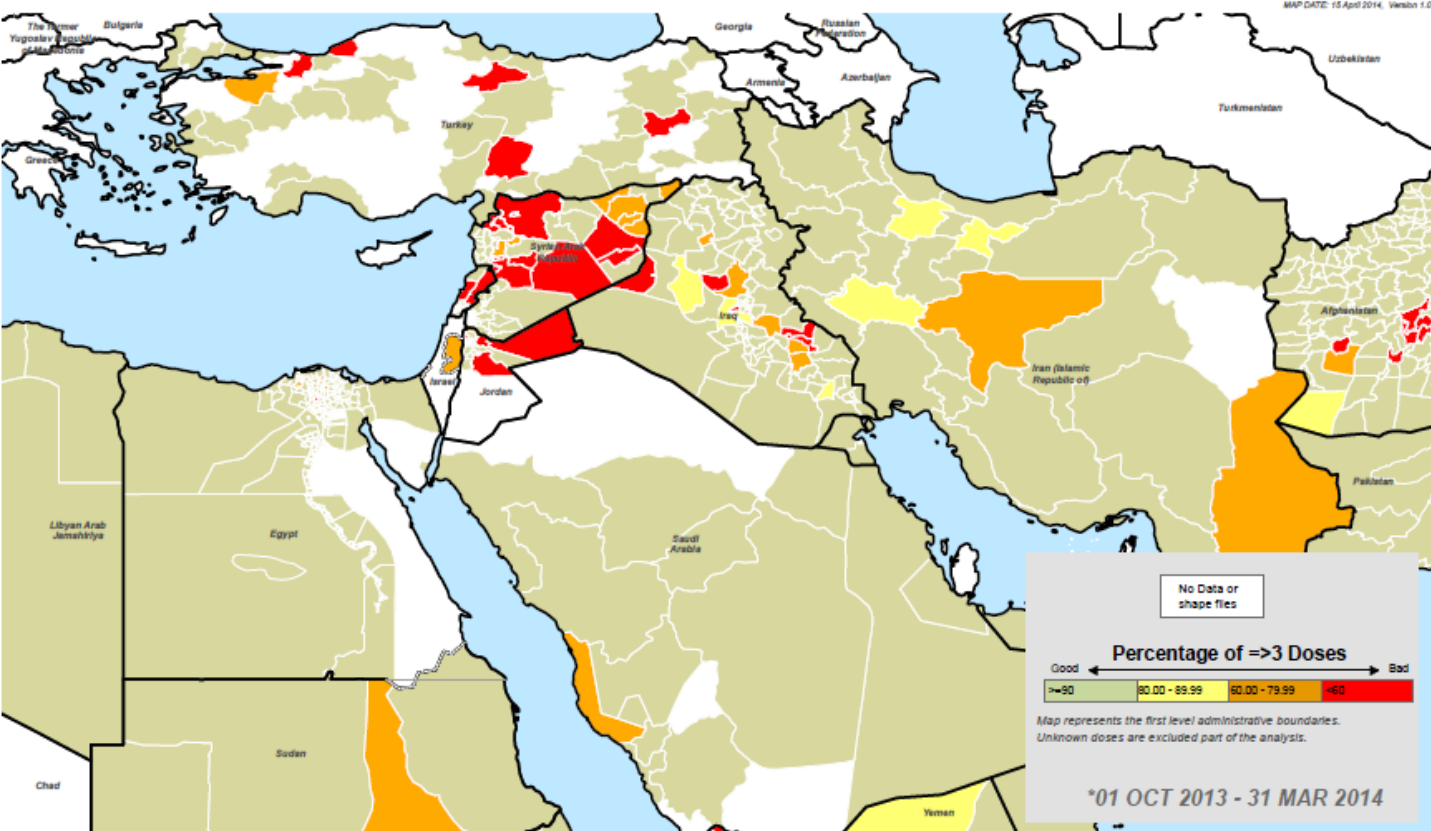 MAP DATE: 15 April 2014, Version 1.0
The former
Yugoslav Republic
of Macedonia
Bulgaria
Georgia
Russian
Federation
Uzbekistan
Armenia
Azerbaijan
Turkmenistan
Turkey
Greece
Syrian Arab
Republic
Iraq
Afghanistan
Iran (Islamic
Republic of)
Israel
Jordan
Pakistan
Libyan Arab
Jamahiriya
Egypt
Saudi
Arabia
Sudan
Chad
Yemen
No Data or
shape files
Percentage of =>3 Doses
Good
Bad
>=90
80.00 - 89.99
60.00 - 79.99
<60
Map represents the first level administrative boundaries.
Unknown doses are excluded part of the analysis.
*01 OCT 2013 - 31 MAR 2014